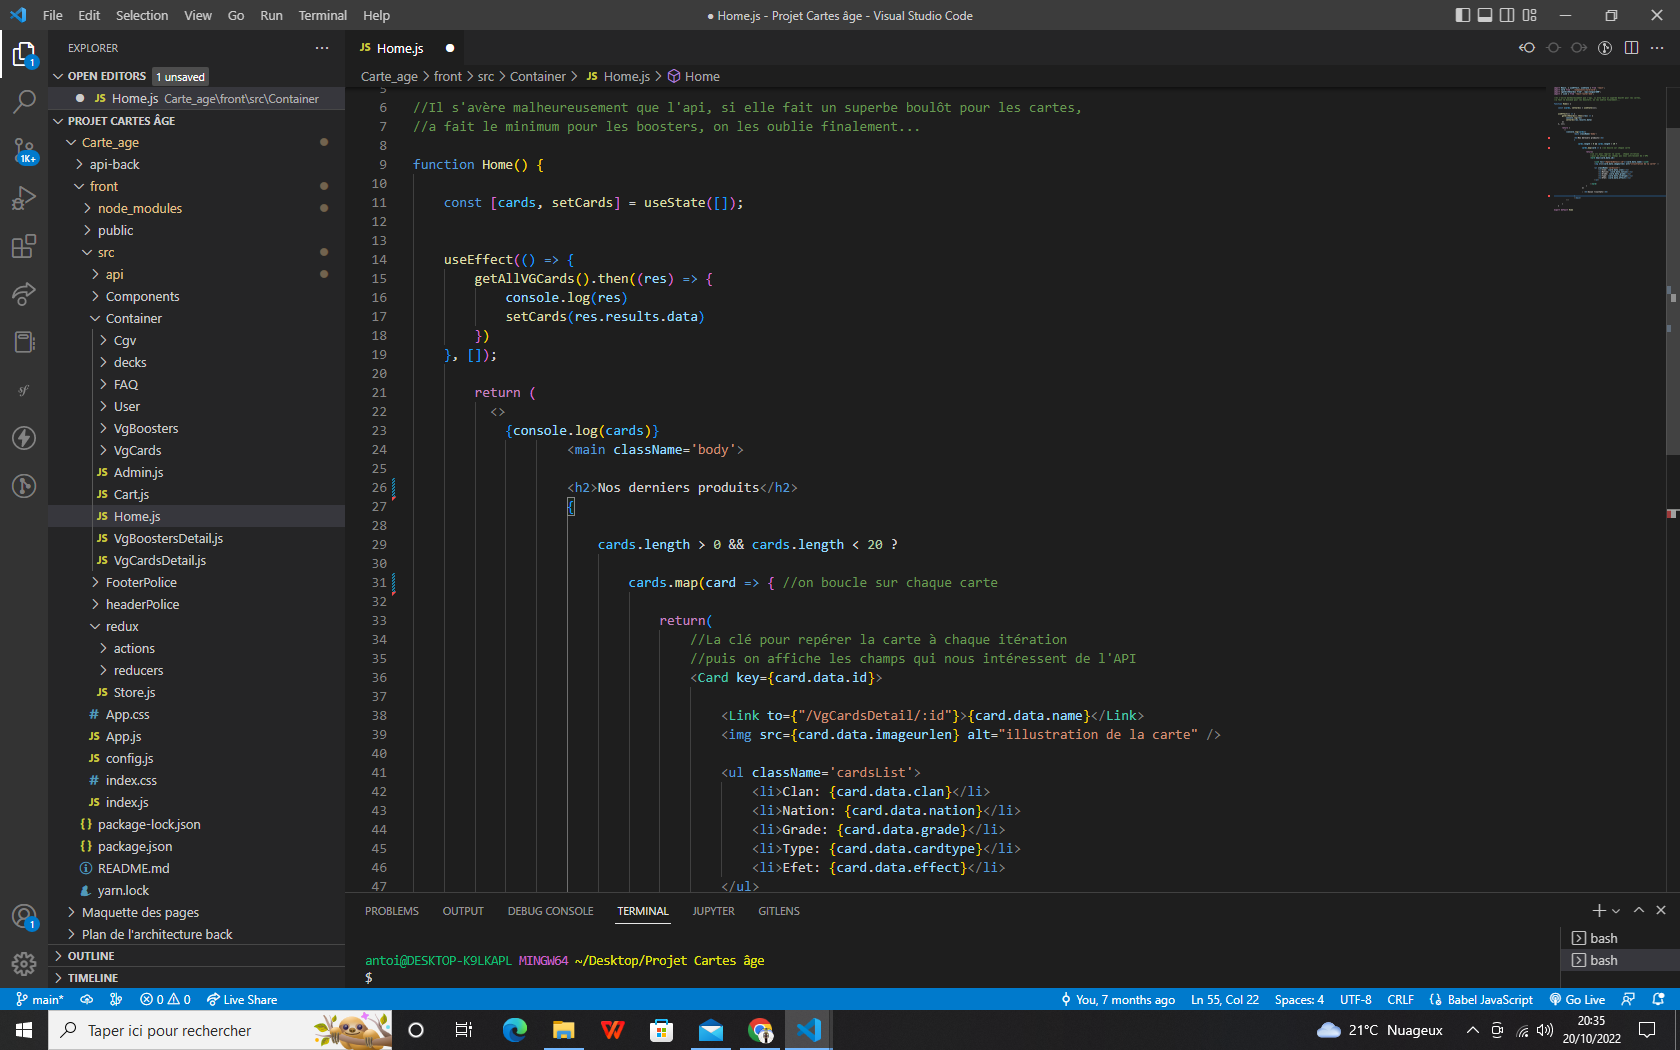 File Edit Selection View Go Run Terminal Help
● Home.js - Projet Cartes âge - Visual Studio Code
EXPLORER
OPEN EDITORS 1 unsaved
JS Home.js Carte_age\front\src\Container
PROJET CARTES ÂGE
Carte_age
api-back
front
node_modules
public
src
api
Components
Container
Cgv
decks
FAQ
User
VgBoosters
VgCards
JS Admin.js
JS Cart.js
JS Home.js
JS VgBoostersDetail.js
JS VgCardsDetail.js
FooterPolice
headerPolice
redux
actions
reducers
JS Store.js
# App.css
JS App.js
JS config.js
# index.css
JS index.js
{} package-lock.json
{} package.json
README.md
yarn.lock
Maquette des pages
Plan de l'architecture back
OUTLINE
TIMELINE
1
1K+
1
JS Home.js
Carte_age > front > src > Container > JS Home.js > Home
5
6 //Il s'avère malheureusement que l'api, si elle fait un superbe boulôt pour les cartes,
7 //a fait le minimum pour les boosters, on les oublie finalement...
8
9 function Home() {
10
11 const [cards, setCards] = useState([]);
12
13
14 useEffect(() => {
15 getAllVGCards().then((res) => {
16 console.log(res)
17 setCards(res.results.data)
18 })
19 }, []);
20
21 return (
22 <>
23 {console.log(cards)}
24 <main className='body'>
25
26 <h2>Nos derniers produits</h2>
27 {
28
29 cards.length > 0 && cards.length < 20 ?
30
31 cards.map(card => { //on boucle sur chaque carte
32
33 return(
34 //La clé pour repérer la carte à chaque itération
35 //puis on affiche les champs qui nous intéressent de l'API
36 <Card key={card.data.id}>
37
38 <Link to={"/VgCardsDetail/:id"}>{card.data.name}</Link>
39 <img src={card.data.imageurlen} alt="illustration de la carte" />
40
41 <ul className='cardsList'>
42 <li>Clan: {card.data.clan}</li>
43 <li>Nation: {card.data.nation}</li>
44 <li>Grade: {card.data.grade}</li>
45 <li>Type: {card.data.cardtype}</li>
46 <li>Efet: {card.data.effect}</li>
47 </ul>
PROBLEMS OUTPUT DEBUG CONSOLE TERMINAL JUPYTER GITLENS
antoi@DESKTOP-K9LKAPL MINGW64 ~/Desktop/Projet Cartes âge
$
bash
bash
main* 0 0 Live Share
You, 7 months ago Ln 55, Col 22 Spaces: 4 UTF-8 CRLF {} Babel JavaScript Go Live
Taper ici pour rechercher
21°C Nuageux
20:35
20/10/2022